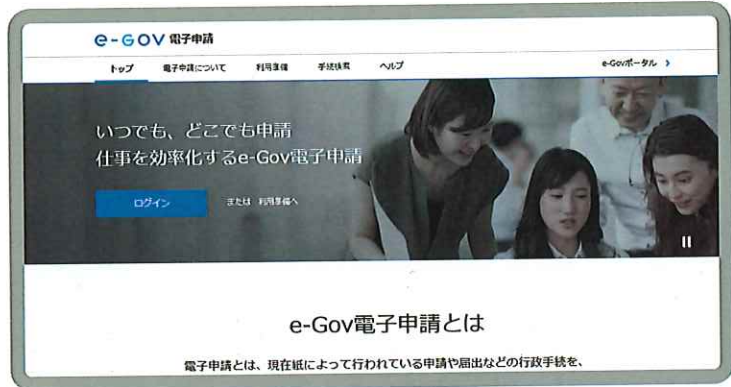 e-GOV 電子申請
トップ 電子申請について 利用準備 手続検索 ヘルプ e-Govポータル
いつでも、どこでも申請
仕事を効率化するe-Gov電子申請
ログイン または 利用準備へ
e-Gov電子申請とは
電子申請とは、現在紙によって行われている申請や届出などの行政手続を、